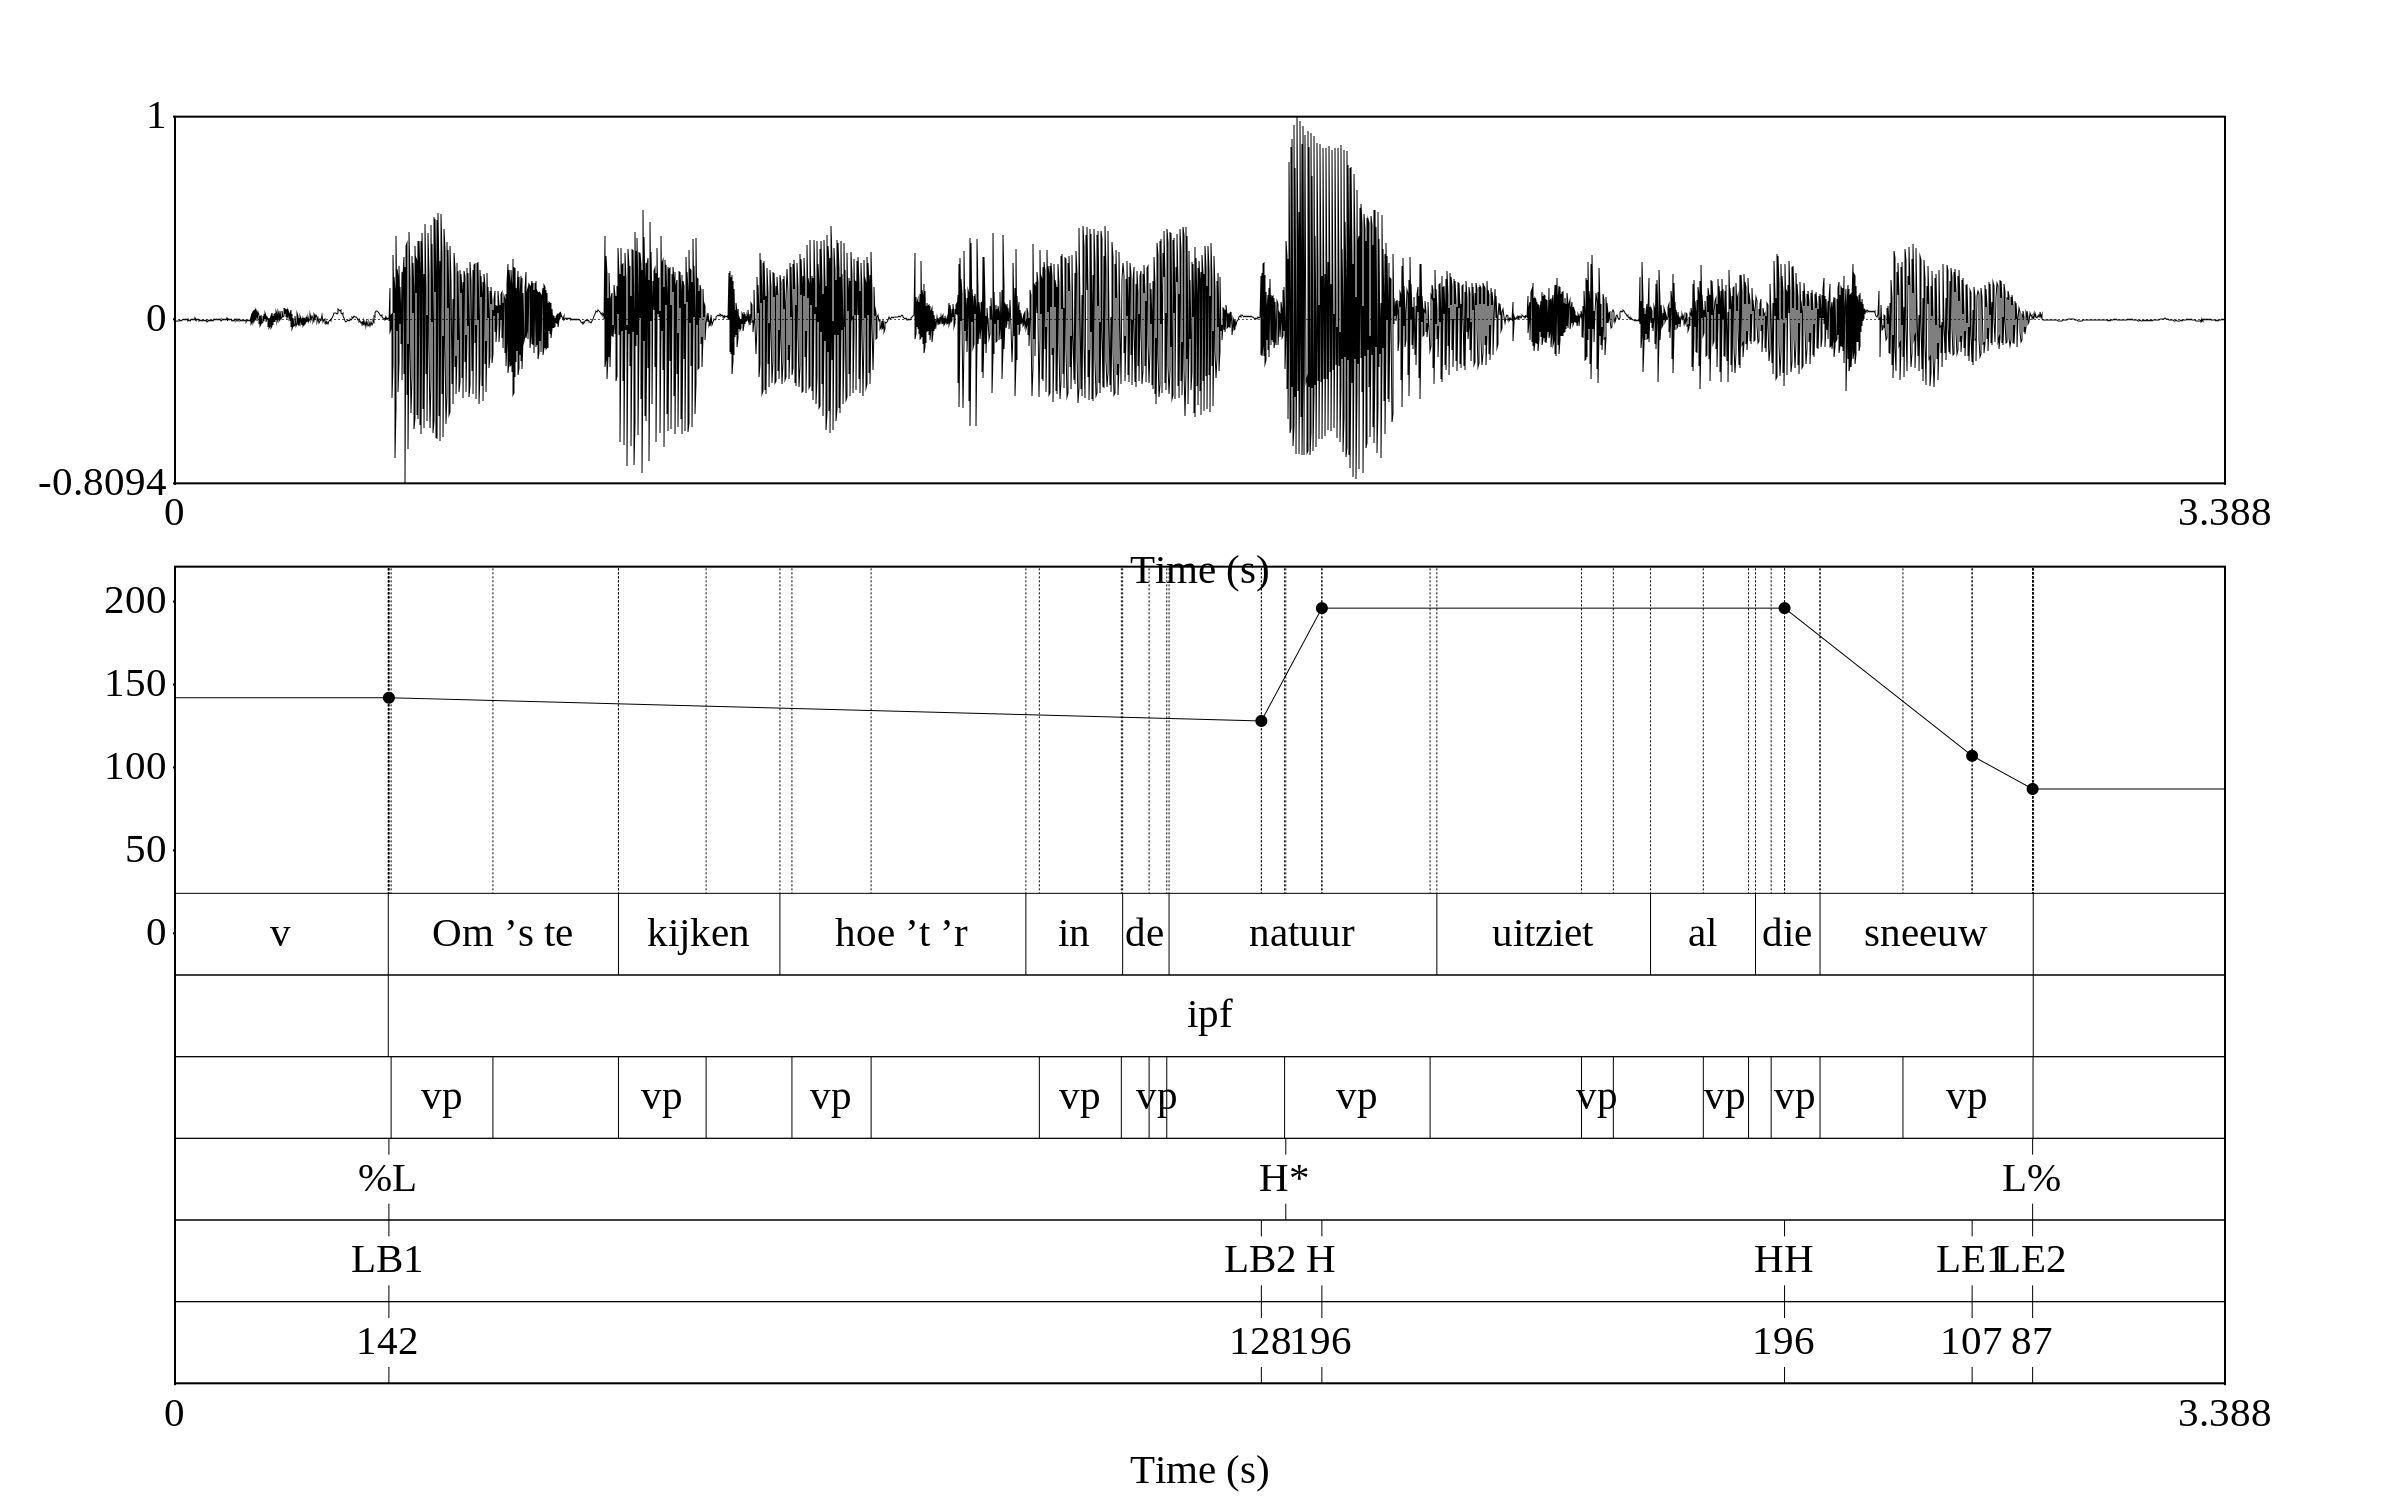 1
0
-0.8094
0 3.388
Time (s)
200
150
100
50
0
v Om ’s te kijken hoe ’t ’r in de natuur uitziet al die sneeuw
ipf
vp vp vp vp vp vp vp vp vp vp
%L H* L%
LB1 LB2 H HH LE1 LE2
142 128 196 196 107 87
0 3.388
Time (s)